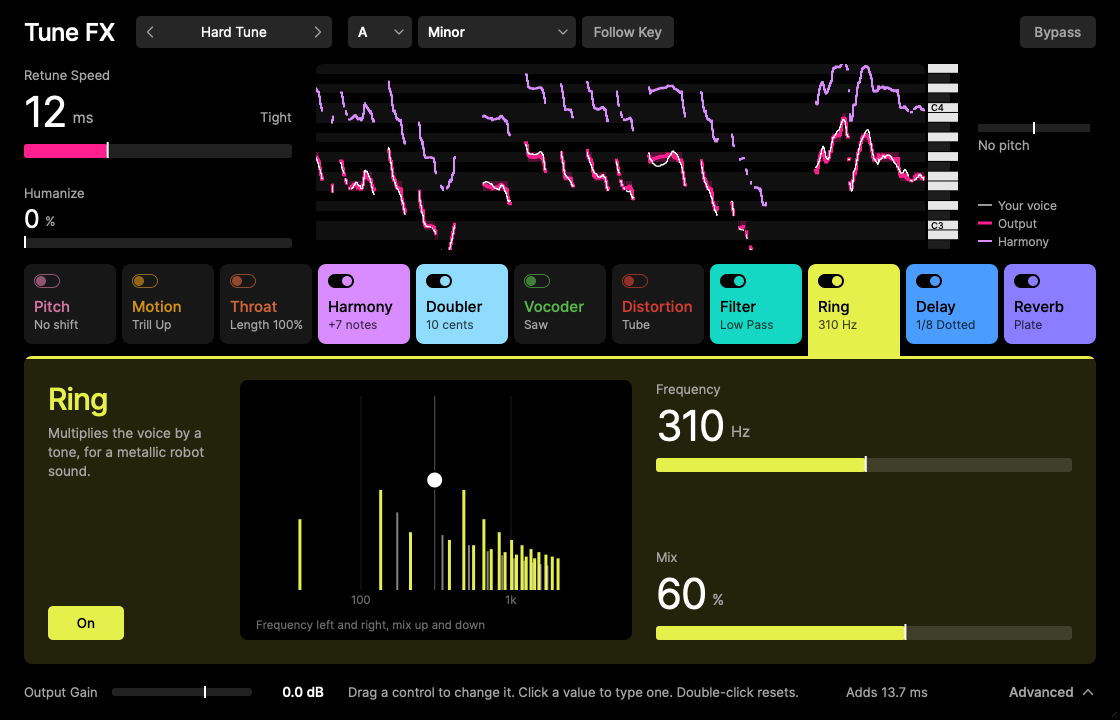 Tune FX
Hard Tune
A
Minor
Follow Key
Bypass
Retune Speed
12 ms
Tight
Humanize
0 %
C4
C3
No pitch
Your voice
Output
Harmony
Pitch
No shift
Motion
Trill Up
Throat
Length 100%
Harmony
+7 notes
Doubler
10 cents
Vocoder
Saw
Distortion
Tube
Filter
Low Pass
Ring
310 Hz
Delay
1/8 Dotted
Reverb
Plate
Ring
Multiplies the voice by a
tone, for a metallic robot
sound.
On
100
1k
Frequency left and right, mix up and down
Frequency
310 Hz
Mix
60 %
Output Gain
0.0 dB
Drag a control to change it. Click a value to type one. Double-click resets.
Adds 13.7 ms
Advanced